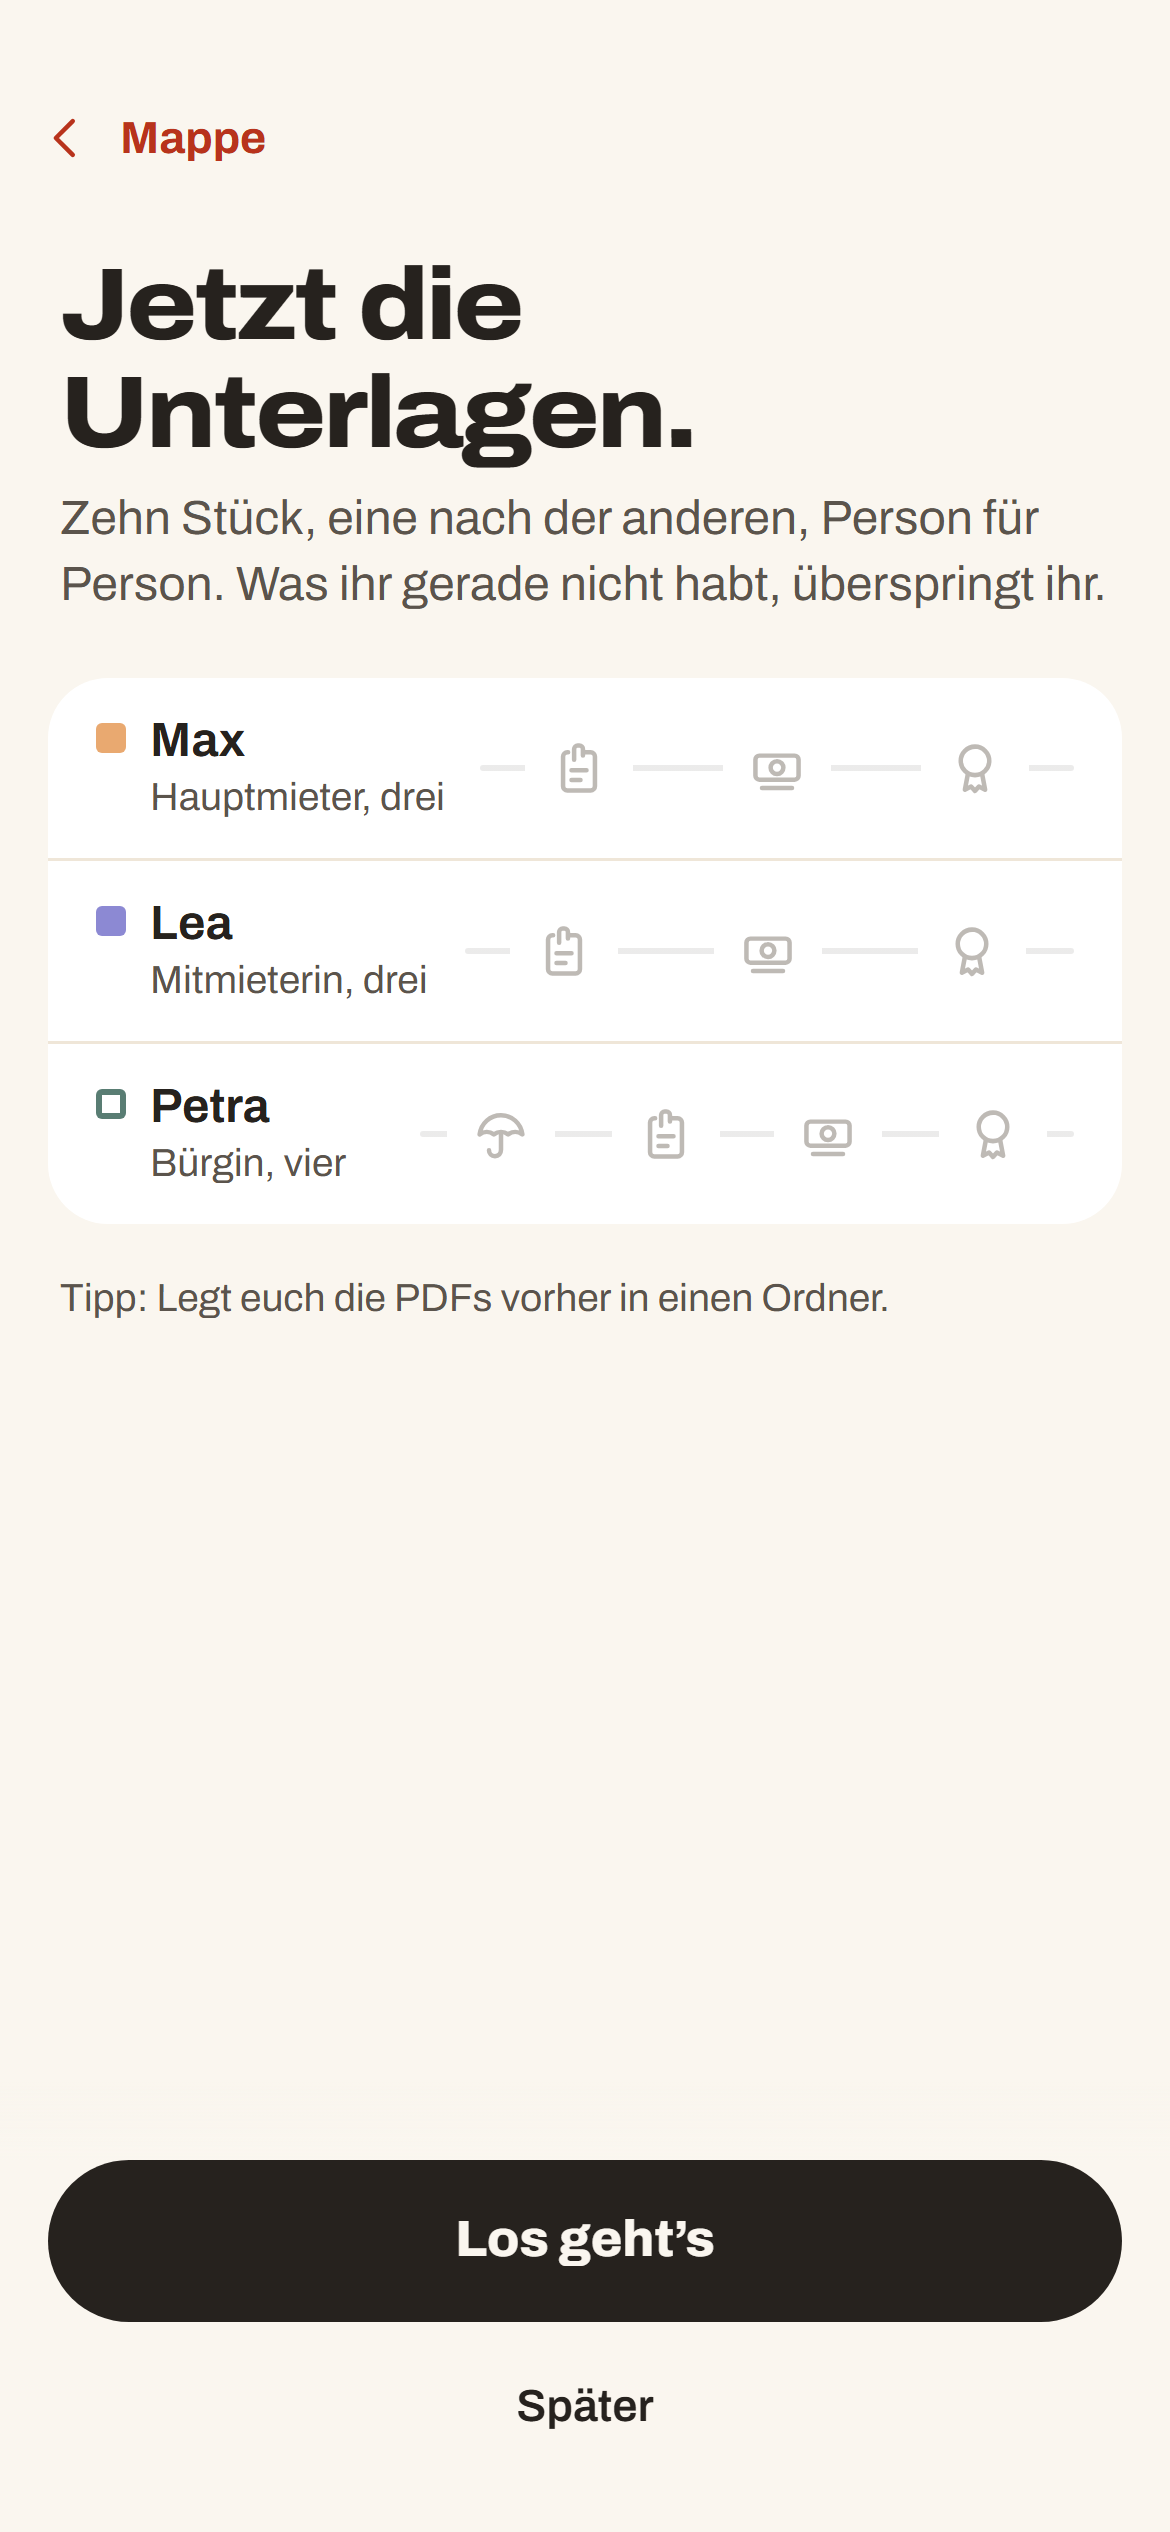 Mappe
Jetzt die
Unterlagen.
Zehn Stück, eine nach der anderen, Person für
Person. Was ihr gerade nicht habt, überspringt ihr.
Max
Hauptmieter, drei
Lea
Mitmieterin, drei
Petra
Bürgin, vier
Tipp: Legt euch die PDFs vorher in einen Ordner.
Los geht’s
Später